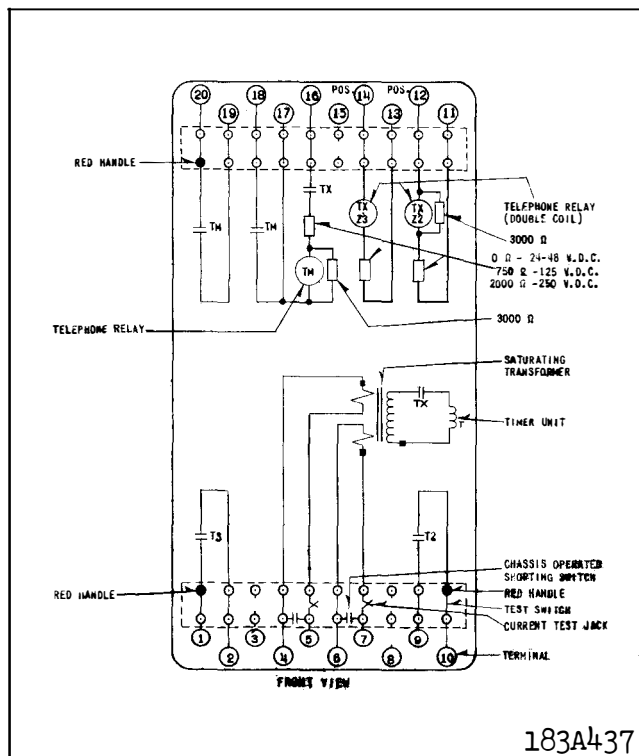 POS. POS.
20 18 16 14 12
19 17 15 13 11
RED HANDLE
TX
TM TM
TX Z3 TX Z2
TELEPHONE RELAY
(DOUBLE COIL)
3000 Ω
0 Ω - 24-48 V.D.C.
750 Ω -125 V.D.C.
2000 Ω -250 V.D.C.
TM
TELEPHONE RELAY
3000 Ω
SATURATING
TRANSFORMER
TX
T
TIMER UNIT
T3 T2
CHASSIS OPERATED
SHORTING SWITCH
RED HANDLE
RED HANDLE
TEST SWITCH
CURRENT TEST JACK
1 3 5 7 9
2 4 6 8 10
TERMINAL
FRONT VIEW
183A437